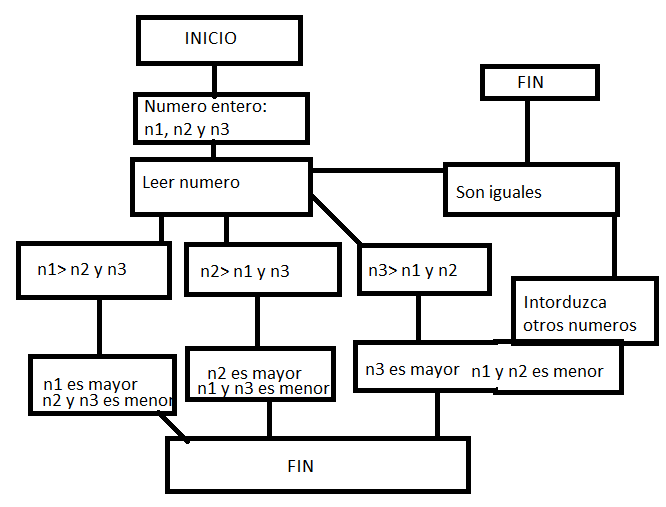 INICIO
FIN
Numero entero:
n1, n2 y n3
Leer numero
Son iguales
n1> n2 y n3
n2> n1 y n3
n3> n1 y n2
Intorduzca
otros numeros
n1 es mayor
n2 y n3 es menor
n2 es mayor
n1 y n3 es menor
n3 es mayor
n1 y n2 es menor
FIN